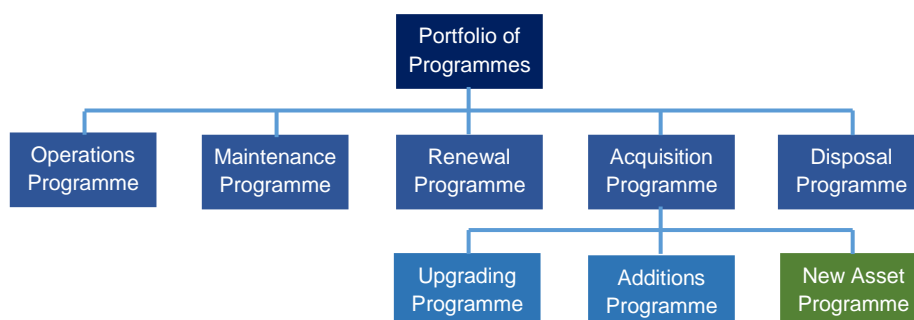 Portfolio of
Programmes
Operations
Programme
Maintenance
Programme
Renewal
Programme
Acquisition
Programme
Disposal
Programme
Upgrading
Programme
Additions
Programme
New Asset
Programme